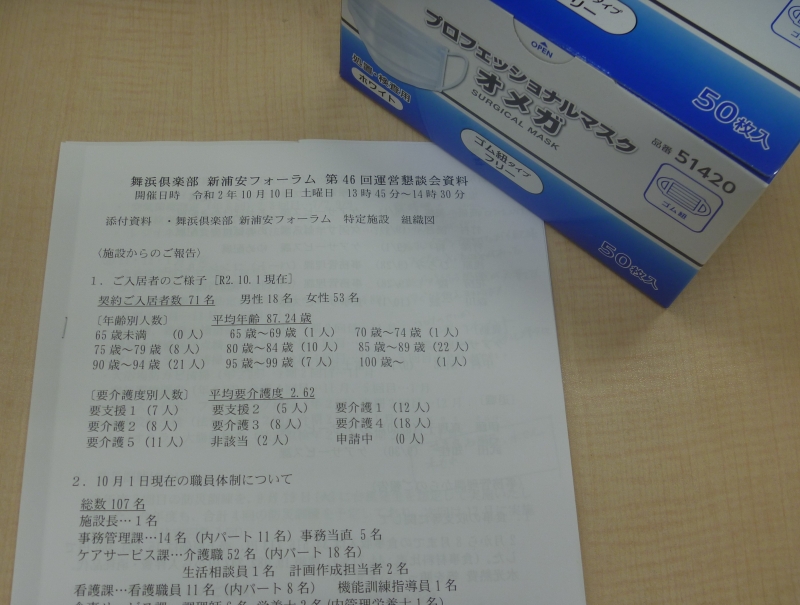 タイプ
フリー
プロフェッショナルマスク
オメガ
SURGICAL MASK
OPEN
処置・検査用
ホワイト
50枚入
ゴム紐タイプ
フリー
品番 51420
ゴム紐
50枚入
舞浜倶楽部 新浦安フォーラム 第46回運営懇談会資料
開催日時 令和2年10月10日 土曜日 13時45分～14時30分
添付資料 ・舞浜倶楽部 新浦安フォーラム 特定施設 組織図
（施設からのご報告）
1．ご入居者のご様子［R2.10.1現在］
契約ご入居者数 71名 男性18名 女性53名
［年齢別人数］ 平均年齢 87.24歳
65歳未満 （0人） 65歳～69歳（1人） 70歳～74歳（1人）
75歳～79歳（8人） 80歳～84歳（10人） 85歳～89歳（22人）
90歳～94歳（21人） 95歳～99歳（7人） 100歳～ （1人）
［要介護度別人数］ 平均要介護度 2.62
要支援1（7人） 要支援2 （5人） 要介護1（12人）
要介護2（8人） 要介護3（8人） 要介護4（18人）
要介護5（11人） 非該当（2人） 申請中 （0人）
2．10月1日現在の職員体制について
総数107名
施設長…1名
事務管理課…14名（内パート11名）事務当直 5名
ケアサービス課…介護職52名（内パート18名）
生活相談員1名 計画作成担当者2名
看護課…看護職員11名（内パート8名） 機能訓練指導員1名